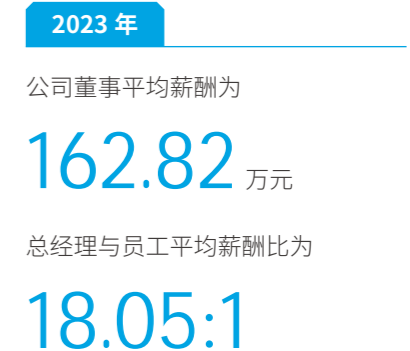 2023 年
公司董事平均薪酬为
162.82 万元
总经理与员工平均薪酬比为
18.05:1